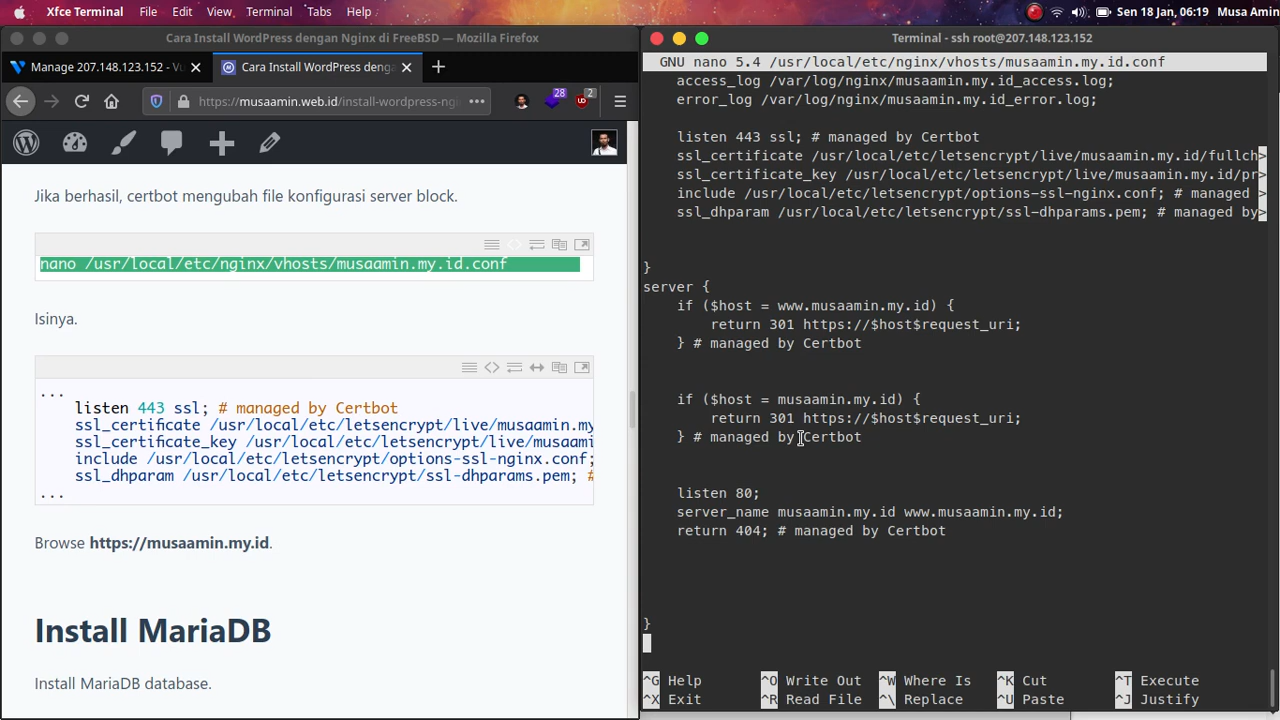 Xfce Terminal File Edit View Terminal Tabs Help
Sen 18 Jan, 06:19 Musa Amin
Cara Install WordPress dengan Nginx di FreeBSD — Mozilla Firefox
Manage 207.148.123.152 - Vu
Cara Install WordPress denga
https://musaamin.web.id/install-wordpress-ng
28
2
Jika berhasil, certbot mengubah file konfigurasi server block.
nano /usr/local/etc/nginx/vhosts/musaamin.my.id.conf
Isinya.
...
listen 443 ssl; # managed by Certbot
ssl_certificate /usr/local/etc/letsencrypt/live/musaamin.my
ssl_certificate_key /usr/local/etc/letsencrypt/live/musaami
include /usr/local/etc/letsencrypt/options-ssl-nginx.conf;
ssl_dhparam /usr/local/etc/letsencrypt/ssl-dhparams.pem; #
...
Browse https://musaamin.my.id.
Install MariaDB
Install MariaDB database.
Terminal - ssh root@207.148.123.152
GNU nano 5.4 /usr/local/etc/nginx/vhosts/musaamin.my.id.conf
access_log /var/log/nginx/musaamin.my.id_access.log;
error_log /var/log/nginx/musaamin.my.id_error.log;
listen 443 ssl; # managed by Certbot
ssl_certificate /usr/local/etc/letsencrypt/live/musaamin.my.id/fullch>
ssl_certificate_key /usr/local/etc/letsencrypt/live/musaamin.my.id/pr>
include /usr/local/etc/letsencrypt/options-ssl-nginx.conf; # managed >
ssl_dhparam /usr/local/etc/letsencrypt/ssl-dhparams.pem; # managed by>
}
server {
if ($host = www.musaamin.my.id) {
return 301 https://$host$request_uri;
} # managed by Certbot
if ($host = musaamin.my.id) {
return 301 https://$host$request_uri;
} # managed by Certbot
listen 80;
server_name musaamin.my.id www.musaamin.my.id;
return 404; # managed by Certbot
}
^G Help ^O Write Out ^W Where Is ^K Cut ^T Execute
^X Exit ^R Read File ^\ Replace ^U Paste ^J Justify